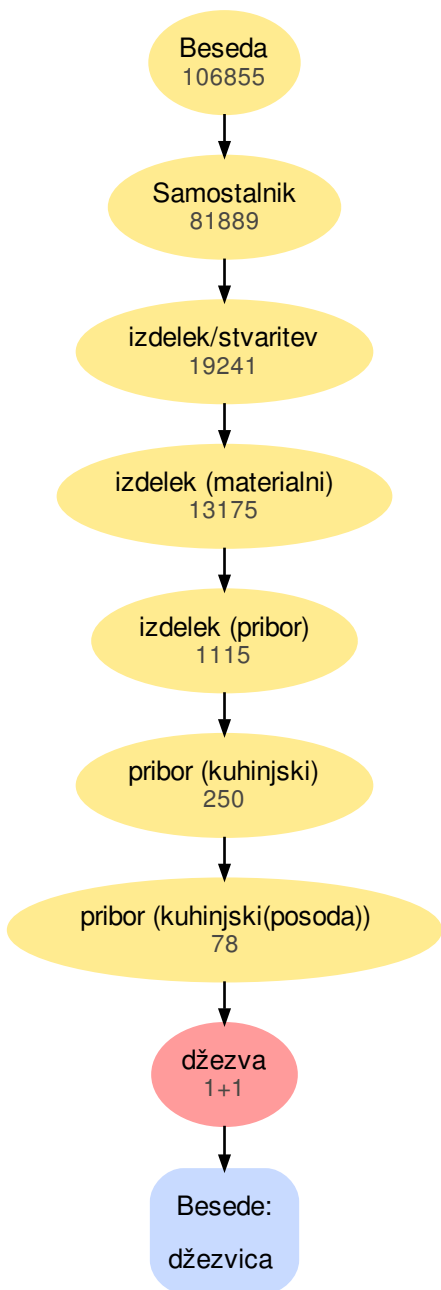 Beseda
106855
Samostalnik
81889
izdelek/stvaritev
19241
izdelek (materialni)
13175
izdelek (pribor)
1115
pribor (kuhinjski)
250
pribor (kuhinjski(posoda))
78
džezva
1+1
Besede:
džezvica